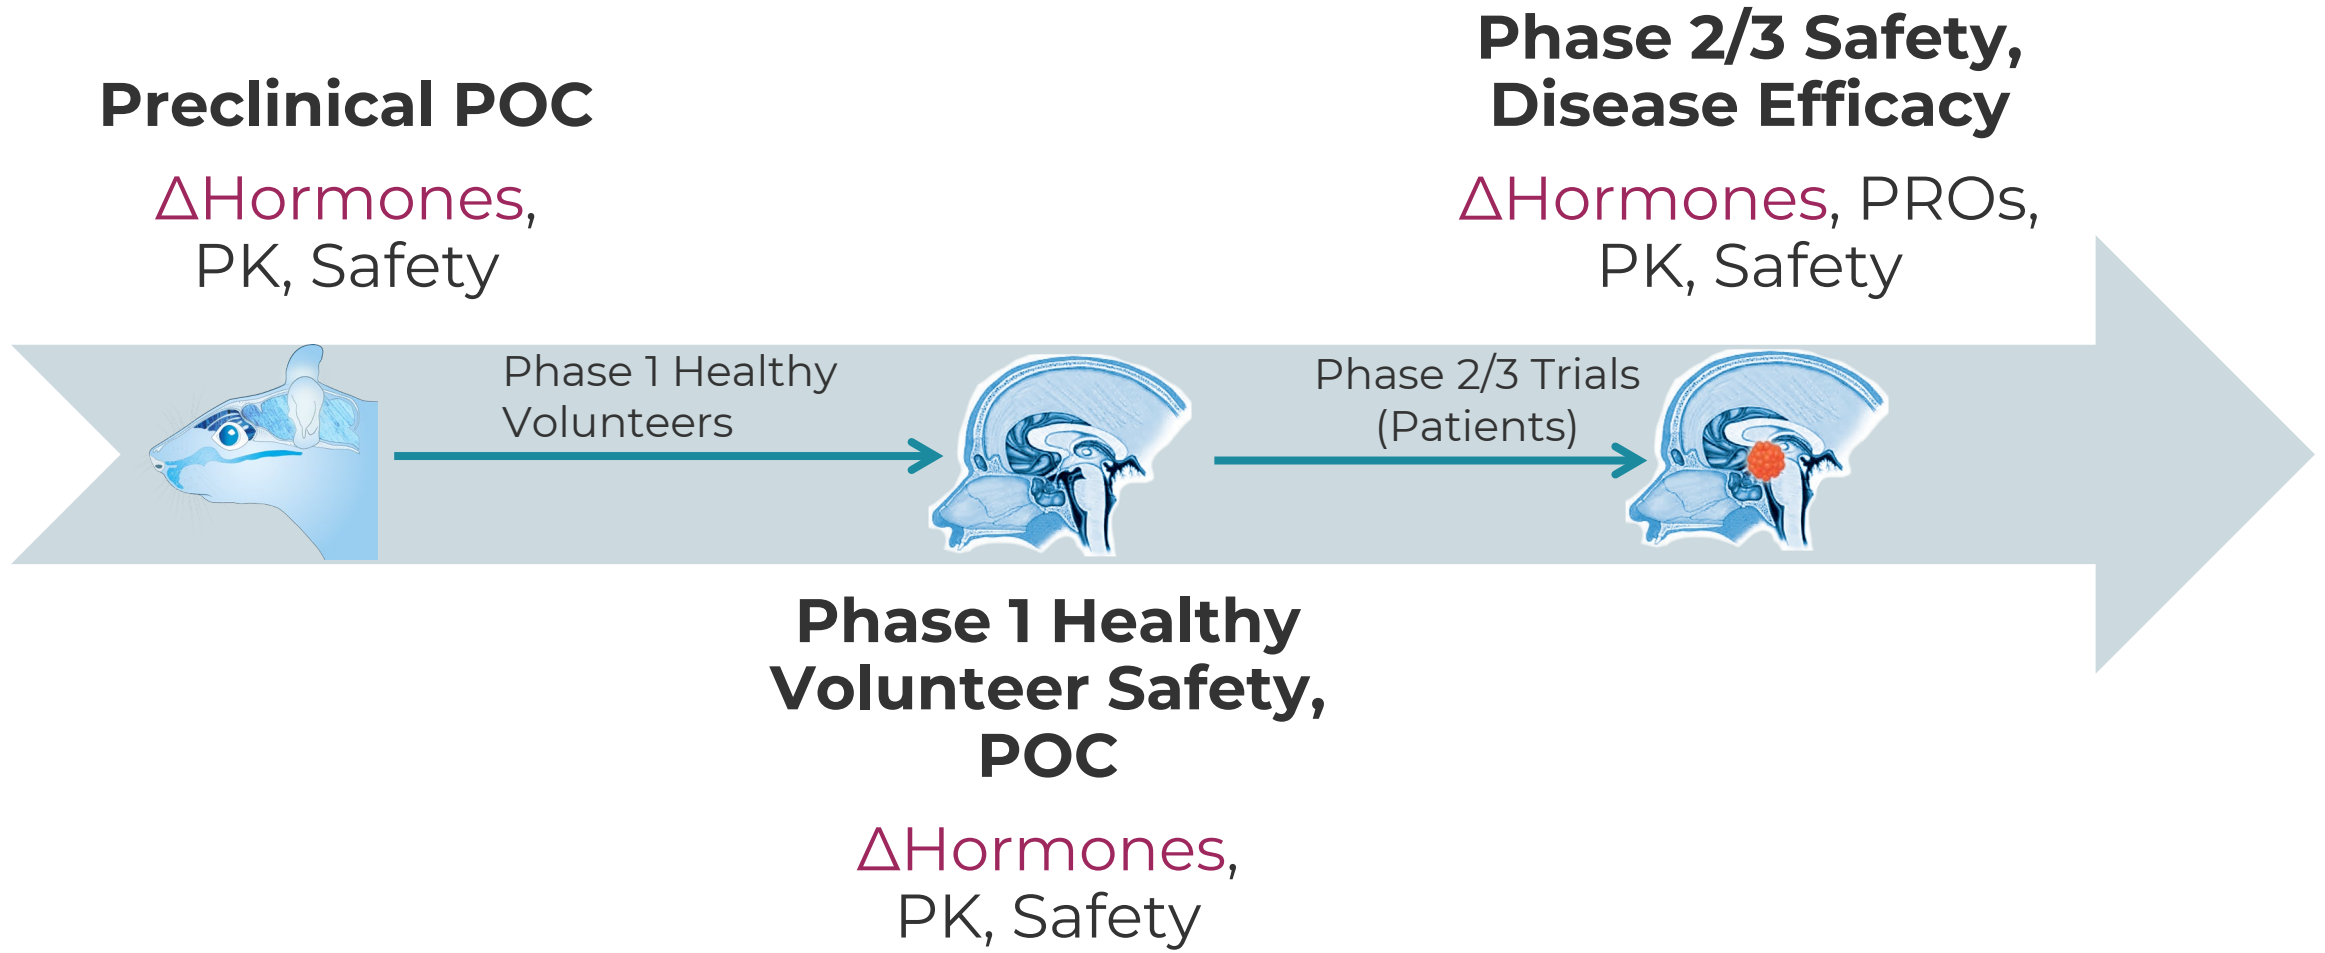 Preclinical POC
ΔHormones,
PK, Safety
Phase 2/3 Safety,
Disease Efficacy
ΔHormones, PROs,
PK, Safety
Phase 1 Healthy
Volunteers
Phase 2/3 Trials
(Patients)
Phase 1 Healthy
Volunteer Safety,
POC
ΔHormones,
PK, Safety